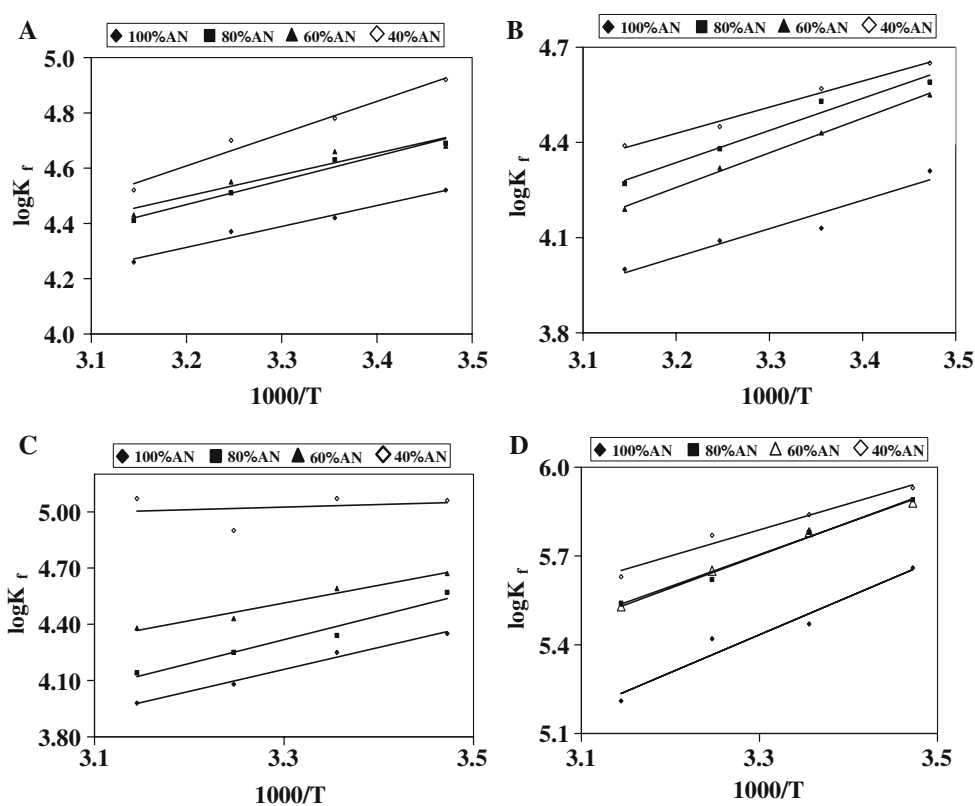 A
◆ 100%AN ■ 80%AN ▲ 60%AN ◇ 40%AN
5.0
4.8
4.6
4.4
4.2
4.0
logK f
3.1 3.2 3.3 3.4 3.5
1000/T
B
◆ 100%AN ■ 80%AN ▲ 60%AN ◇ 40%AN
4.7
4.4
4.1
3.8
logK f
3.1 3.2 3.3 3.4 3.5
1000/T
C
◆ 100%AN ■ 80%AN ▲ 60%AN ◇ 40%AN
5.00
4.70
4.40
4.10
3.80
logK f
3.1 3.3 3.5
1000/T
D
◆ 100%AN ■ 80%AN △ 60%AN ◇ 40%AN
6.0
5.7
5.4
5.1
logK f
3.1 3.3 3.5
1000/T